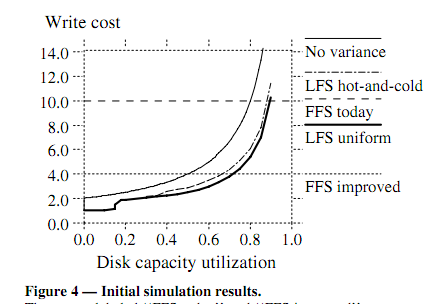 Write cost
14.0
12.0
10.0
8.0
6.0
4.0
2.0
0.0
0.0 0.2 0.4 0.6 0.8 1.0
Disk capacity utilization
No variance
LFS hot-and-cold
FFS today
LFS uniform
FFS improved
Figure 4 — Initial simulation results.